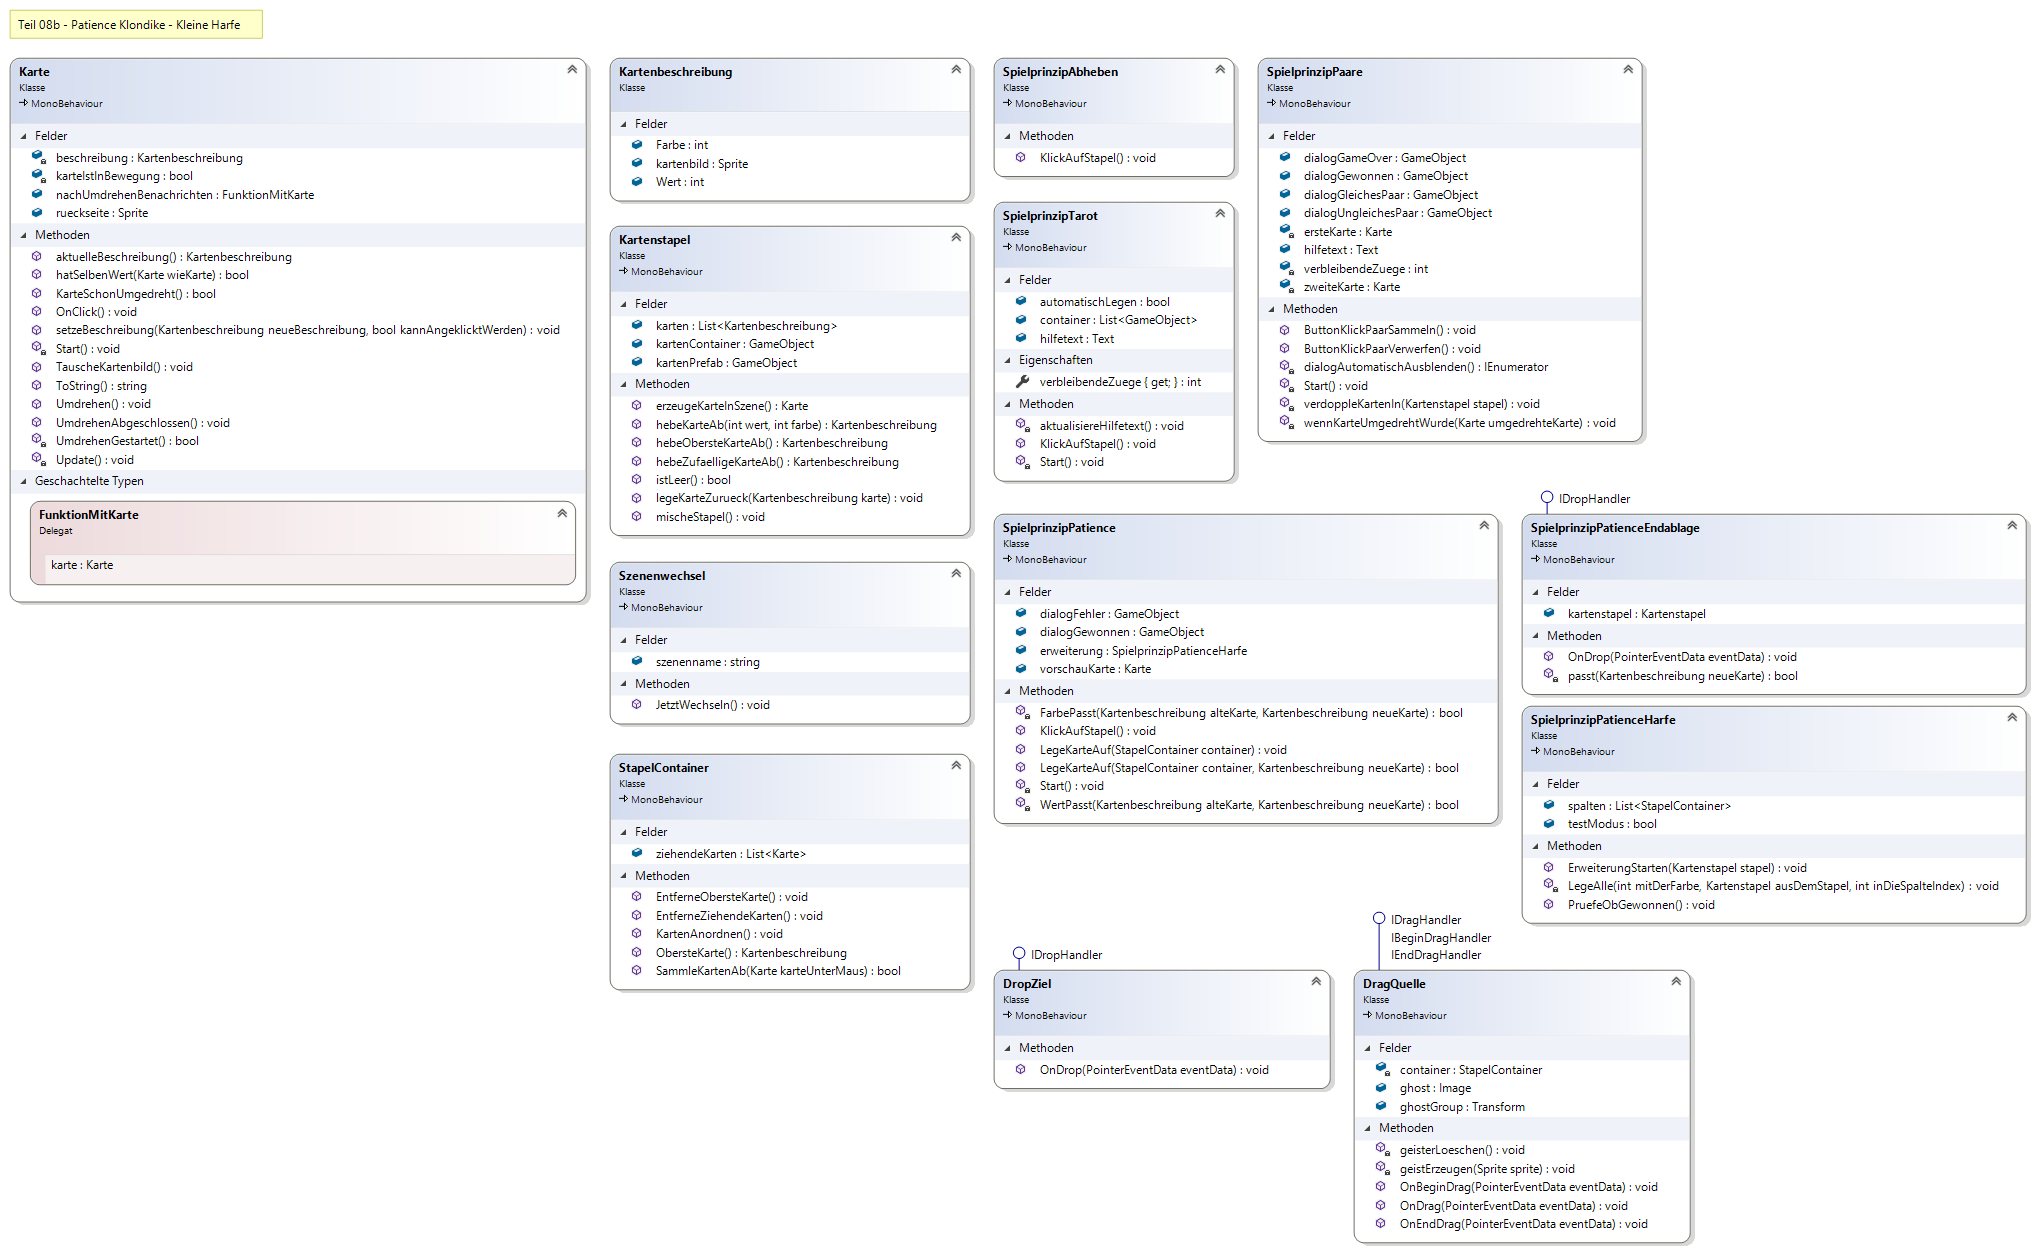 Teil 08b - Patience Klondike - Kleine Harfe
Karte
Klasse
MonoBehaviour
Felder
beschreibung : Kartenbeschreibung
karteIstInBewegung : bool
nachUmdrehenBenachrichten : FunktionMitKarte
rueckseite : Sprite
Methoden
aktuelleBeschreibung() : Kartenbeschreibung
hatSelbenWert(Karte wieKarte) : bool
KarteSchonUmgedreht() : bool
OnClick() : void
setzeBeschreibung(Kartenbeschreibung neueBeschreibung, bool kannAngeklicktWerden) : void
Start() : void
TauscheKartenbild() : void
ToString() : string
Umdrehen() : void
UmdrehenAbgeschlossen() : void
UmdrehenGestartet() : bool
Update() : void
Geschachtelte Typen
FunktionMitKarte
Delegat
karte : Karte
Kartenbeschreibung
Klasse
Felder
Farbe : int
kartenbild : Sprite
Wert : int
Kartenstapel
Klasse
MonoBehaviour
Felder
karten : List<Kartenbeschreibung>
kartenContainer : GameObject
kartenPrefab : GameObject
Methoden
erzeugeKarteInSzene() : Karte
hebeKarteAb(int wert, int farbe) : Kartenbeschreibung
hebeObersteKarteAb() : Kartenbeschreibung
hebeZufaelligeKarteAb() : Kartenbeschreibung
istLeer() : bool
legeKarteZurueck(Kartenbeschreibung karte) : void
mischeStapel() : void
Szenenwechsel
Klasse
MonoBehaviour
Felder
szenenname : string
Methoden
JetztWechseln() : void
StapelContainer
Klasse
MonoBehaviour
Felder
ziehendeKarten : List<Karte>
Methoden
EntferneObersteKarte() : void
EntferneZiehendeKarten() : void
KartenAnordnen() : void
ObersteKarte() : Kartenbeschreibung
SammleKartenAb(Karte karteUnterMaus) : bool
SpielprinzipAbheben
Klasse
MonoBehaviour
Methoden
KlickAufStapel() : void
SpielprinzipTarot
Klasse
MonoBehaviour
Felder
automatischLegen : bool
container : List<GameObject>
hilfetext : Text
Eigenschaften
verbleibendeZuege { get; } : int
Methoden
aktualisiereHilfetext() : void
KlickAufStapel() : void
Start() : void
SpielprinzipPaare
Klasse
MonoBehaviour
Felder
dialogGameOver : GameObject
dialogGewonnen : GameObject
dialogGleichesPaar : GameObject
dialogUngleichesPaar : GameObject
ersteKarte : Karte
hilfetext : Text
verbleibendeZuege : int
zweiteKarte : Karte
Methoden
ButtonKlickPaarSammeln() : void
ButtonKlickPaarVerwerfen() : void
dialogAutomatischAusblenden() : IEnumerator
Start() : void
verdoppleKartenIn(Kartenstapel stapel) : void
wennKarteUmgedrehtWurde(Karte umgedrehteKarte) : void
SpielprinzipPatience
Klasse
MonoBehaviour
Felder
dialogFehler : GameObject
dialogGewonnen : GameObject
erweiterung : SpielprinzipPatienceHarfe
vorschauKarte : Karte
Methoden
FarbePasst(Kartenbeschreibung alteKarte, Kartenbeschreibung neueKarte) : bool
KlickAufStapel() : void
LegeKarteAuf(StapelContainer container) : void
LegeKarteAuf(StapelContainer container, Kartenbeschreibung neueKarte) : bool
Start() : void
WertPasst(Kartenbeschreibung alteKarte, Kartenbeschreibung neueKarte) : bool
IDropHandler
SpielprinzipPatienceEndablage
Klasse
MonoBehaviour
Felder
kartenstapel : Kartenstapel
Methoden
OnDrop(PointerEventData eventData) : void
passt(Kartenbeschreibung neueKarte) : bool
SpielprinzipPatienceHarfe
Klasse
MonoBehaviour
Felder
spalten : List<StapelContainer>
testModus : bool
Methoden
ErweiterungStarten(Kartenstapel stapel) : void
LegeAlle(int mitDerFarbe, Kartenstapel ausDemStapel, int inDieSpalteIndex) : void
PruefeObGewonnen() : void
IDropHandler
DropZiel
Klasse
MonoBehaviour
Methoden
OnDrop(PointerEventData eventData) : void
IDragHandler
IBeginDragHandler
IEndDragHandler
DragQuelle
Klasse
MonoBehaviour
Felder
container : StapelContainer
ghost : Image
ghostGroup : Transform
Methoden
geisterLoeschen() : void
geistErzeugen(Sprite sprite) : void
OnBeginDrag(PointerEventData eventData) : void
OnDrag(PointerEventData eventData) : void
OnEndDrag(PointerEventData eventData) : void